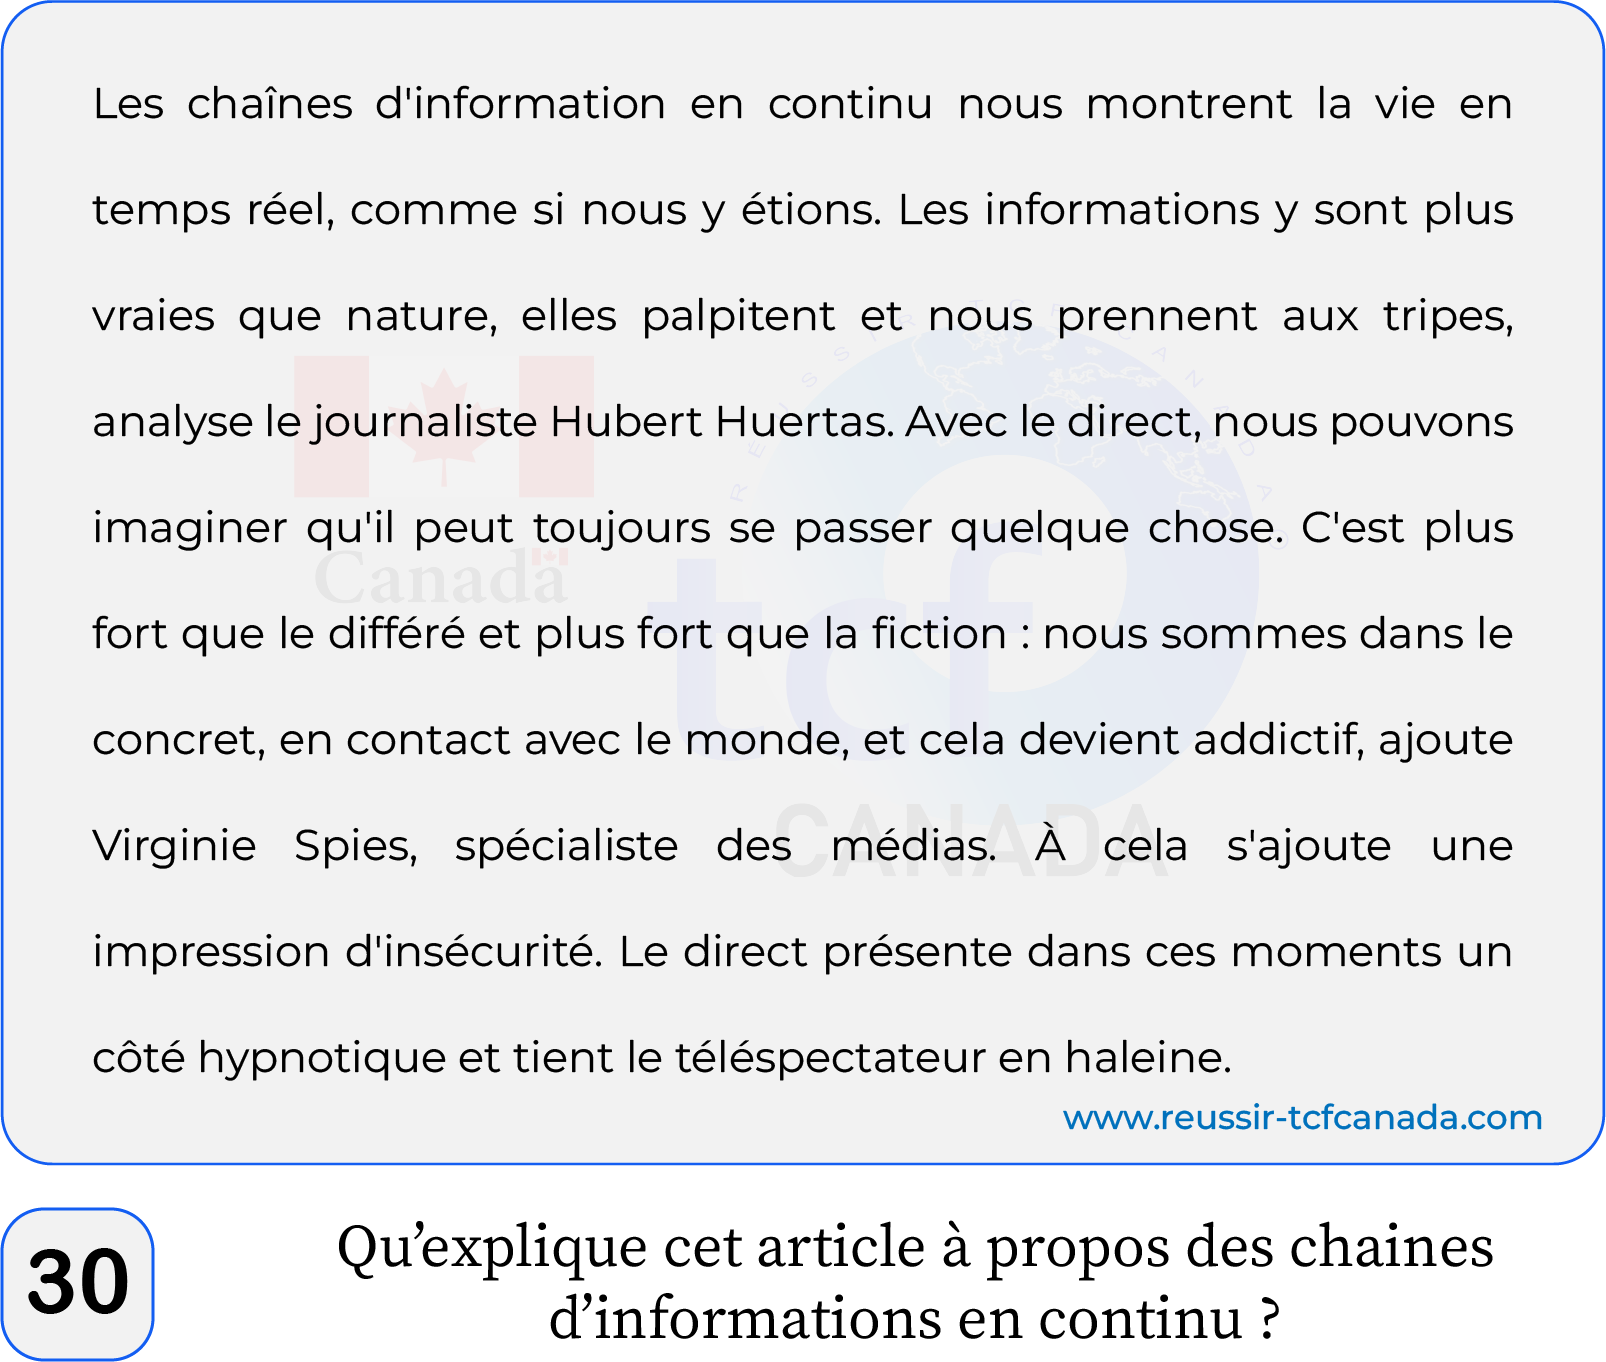 Les chaînes d'information en continu nous montrent la vie en
temps réel, comme si nous y étions. Les informations y sont plus
vraies que nature, elles palpitent et nous prennent aux tripes,
analyse le journaliste Hubert Huertas. Avec le direct, nous pouvons
imaginer qu'il peut toujours se passer quelque chose. C'est plus
fort que le différé et plus fort que la fiction : nous sommes dans le
concret, en contact avec le monde, et cela devient addictif, ajoute
Virginie Spies, spécialiste des médias. À cela s'ajoute une
impression d'insécurité. Le direct présente dans ces moments un
côté hypnotique et tient le téléspectateur en haleine.
REUSSIR TCF CANADA
Canada
tcf
CANADA
www.reussir-tcfcanada.com
30
Qu’explique cet article à propos des chaines
d’informations en continu ?